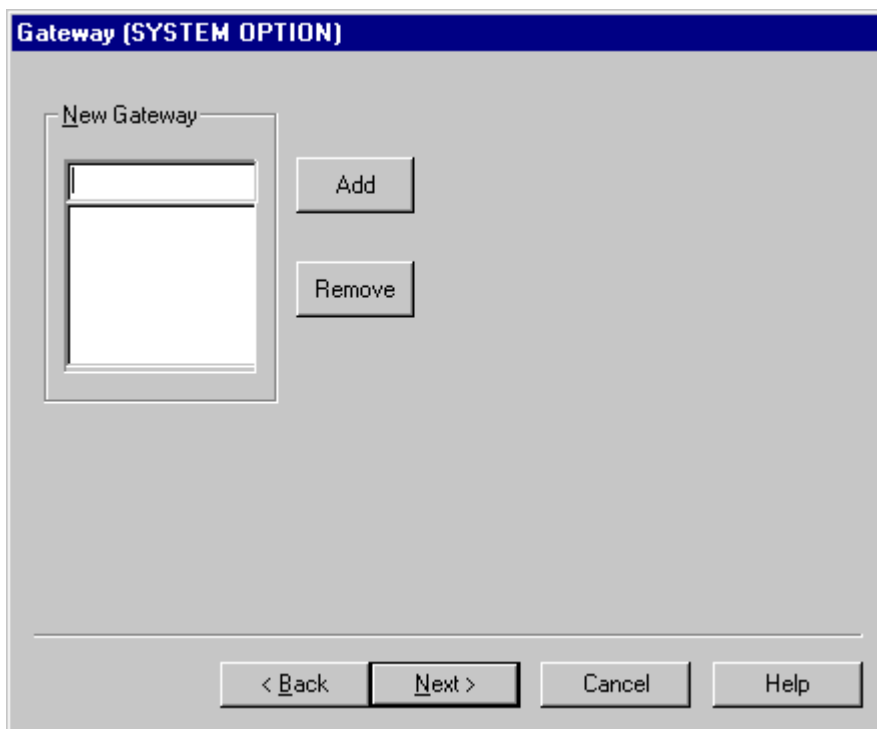 Gateway (SYSTEM OPTION)
New Gateway
Add
Remove
< Back
Next >
Cancel
Help